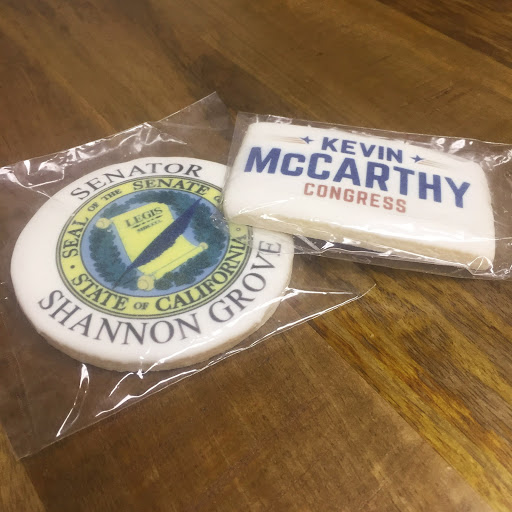 SENATOR
SEAL OF THE SENATE OF
LEGIS
STATE OF CALIFORNIA
SHANNON GROVE
KEVIN
MCCARTHY
CONGRESS